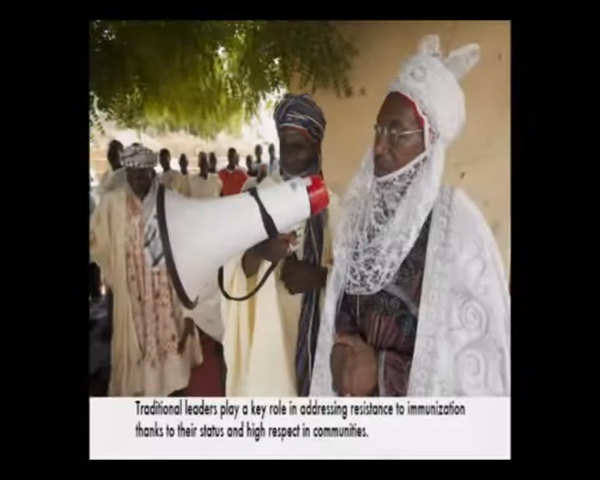 Traditional leaders play a key role in addressing resistance to immunization
thanks to their status and high respect in communities.